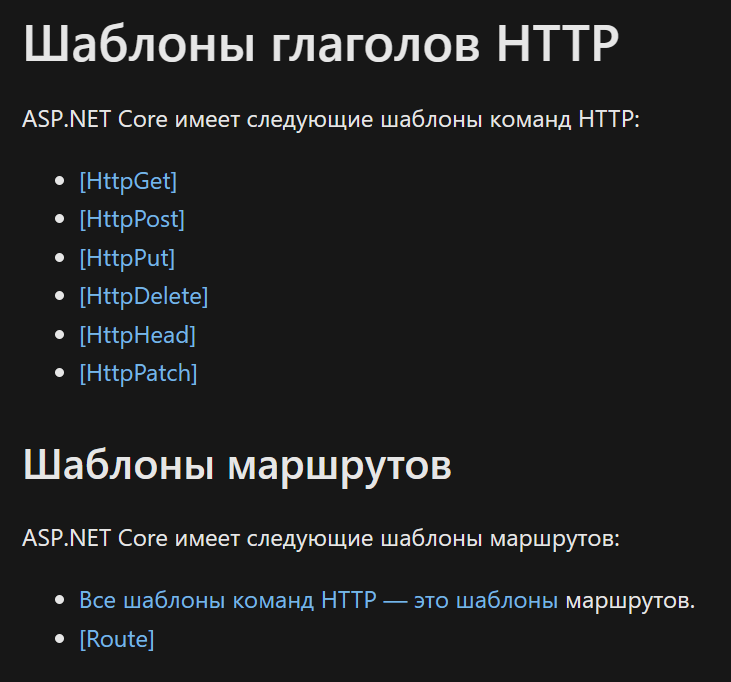 Шаблоны глаголов HTTP
ASP.NET Core имеет следующие шаблоны команд HTTP:
[HttpGet]
[HttpPost]
[HttpPut]
[HttpDelete]
[HttpHead]
[HttpPatch]
Шаблоны маршрутов
ASP.NET Core имеет следующие шаблоны маршрутов:
Все шаблоны команд HTTP — это шаблоны маршрутов.
[Route]